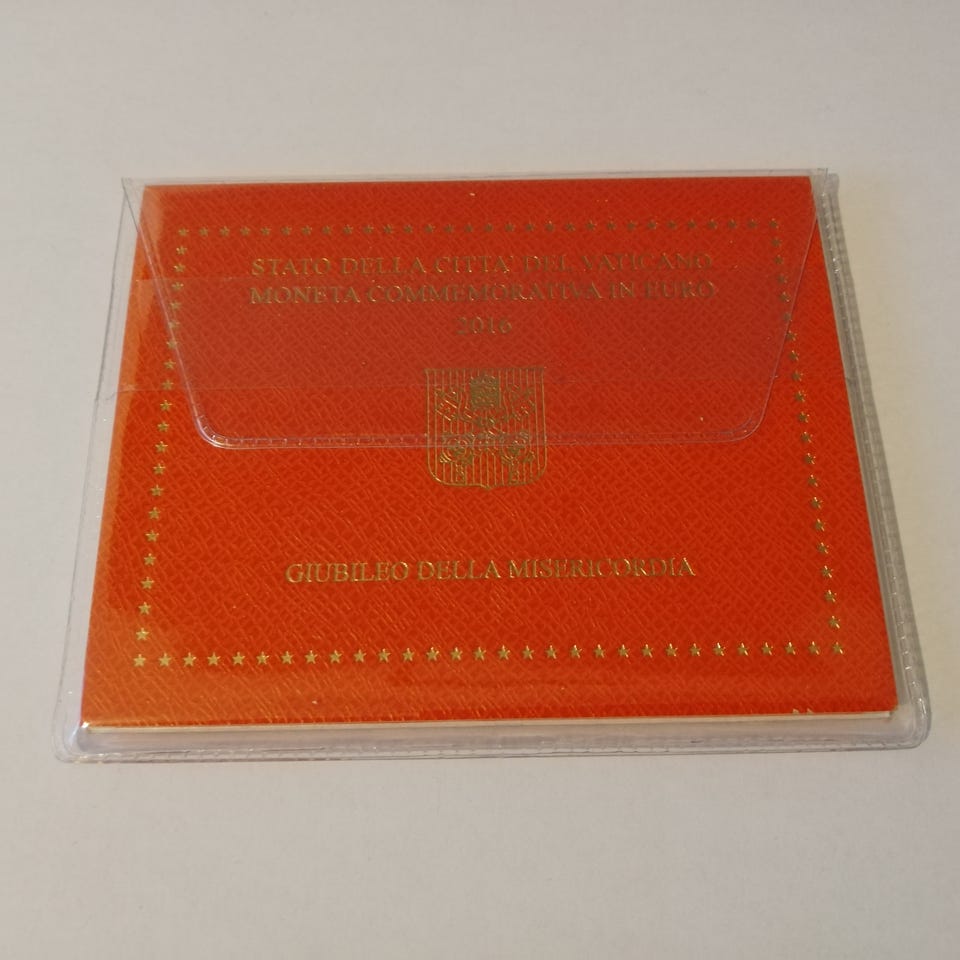 STATO DELLA CITTA' DEL VATICANO
MONETA COMMEMORATIVA IN EURO
2016
GIUBILEO DELLA MISERICORDIA